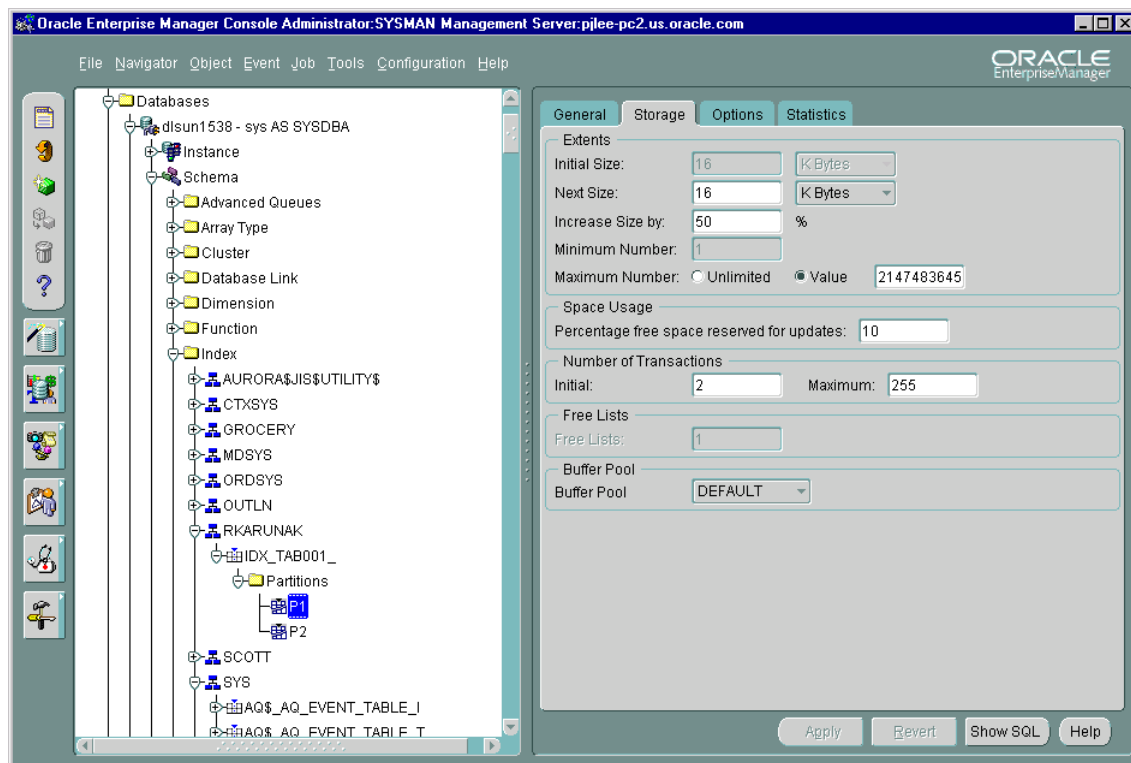 Oracle Enterprise Manager Console Administrator:SYSMAN Management Server:pjlee-pc2.us.oracle.com
File Navigator Object Event Job Tools Configuration Help
ORACLE
EnterpriseManager
Databases
dlsun1538 - sys AS SYSDBA
Instance
Schema
Advanced Queues
Array Type
Cluster
Database Link
Dimension
Function
Index
AURORA$JIS$UTILITY$
CTXSYS
GROCERY
MDSYS
ORDSYS
OUTLN
RKARUNAK
IDX_TAB001_
Partitions
P1
P2
SCOTT
SYS
AQ$_AQ_EVENT_TABLE_I
AQ$_AQ_EVENT_TABLE_T
General Storage Options Statistics
Extents
Initial Size: 16 K Bytes
Next Size: 16 K Bytes
Increase Size by: 50 %
Minimum Number: 1
Maximum Number: Unlimited Value 2147483645
Space Usage
Percentage free space reserved for updates: 10
Number of Transactions
Initial: 2 Maximum: 255
Free Lists
Free Lists: 1
Buffer Pool
Buffer Pool DEFAULT
Apply Revert Show SQL Help